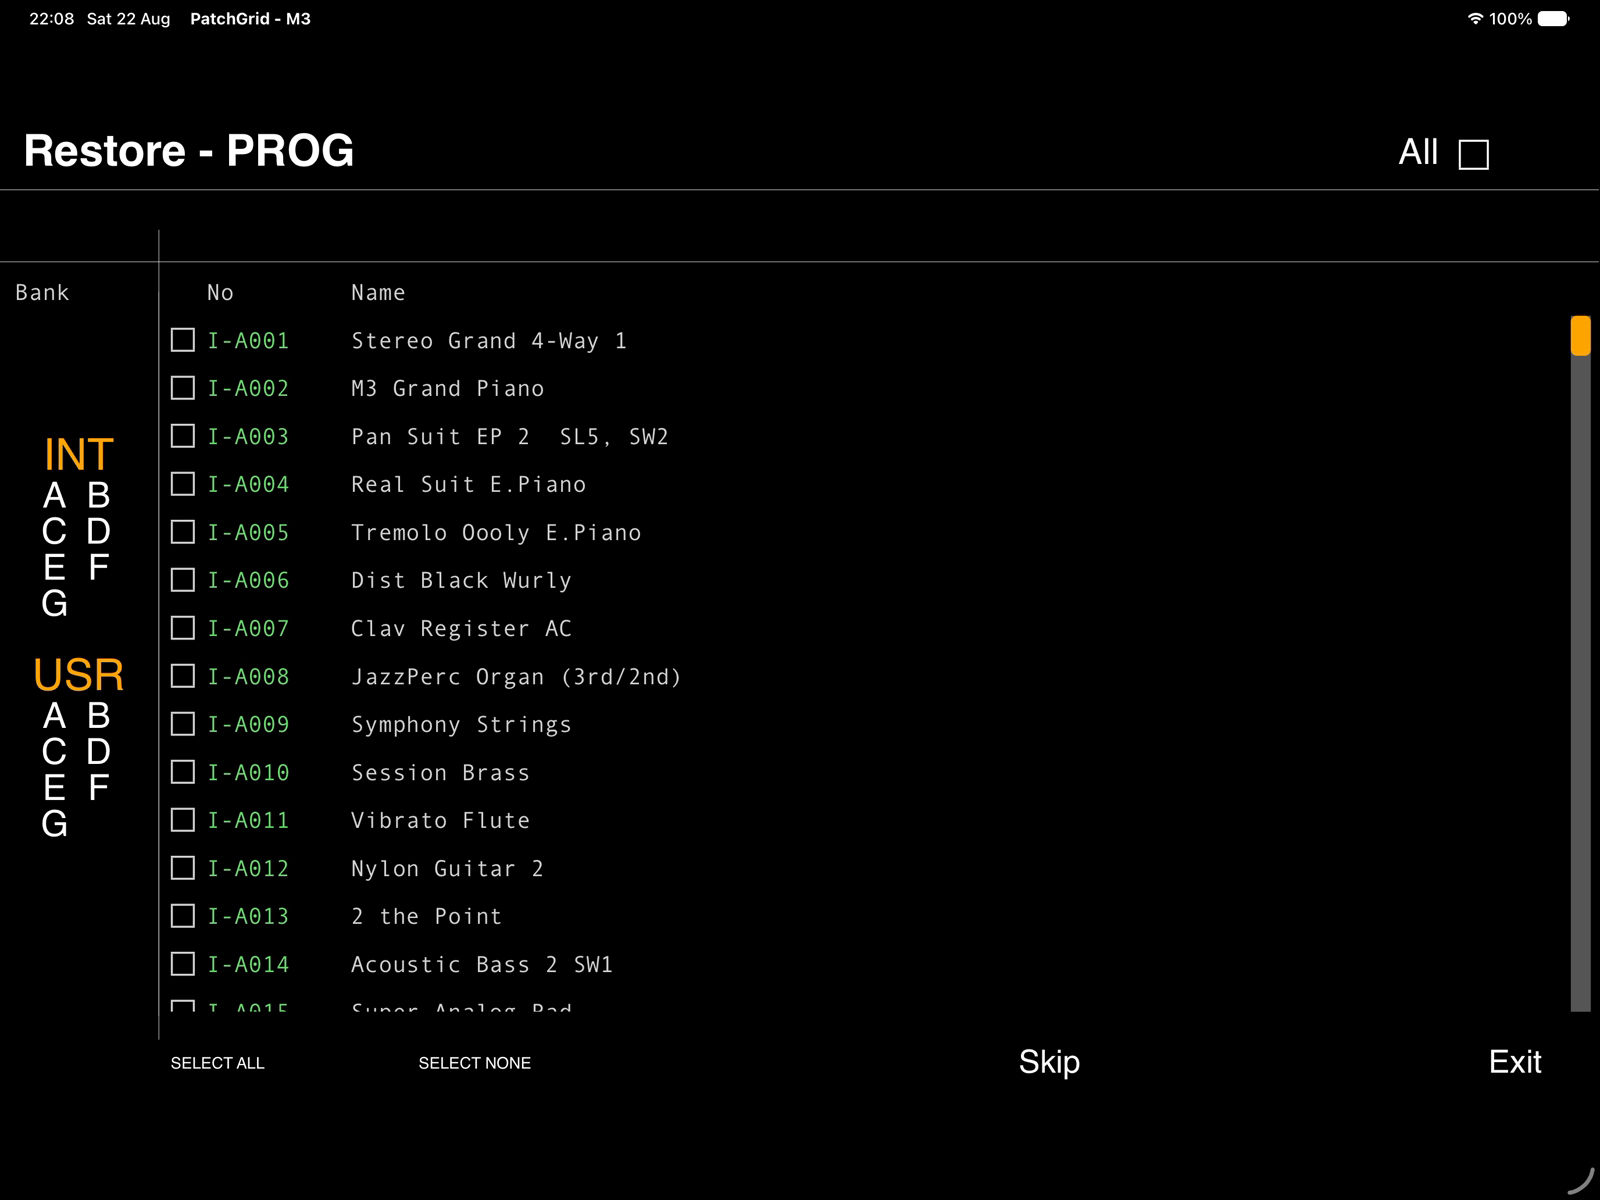 22:08 Sat 22 Aug PatchGrid - M3 100%
Restore - PROG All
Bank No Name
I-A001 Stereo Grand 4-Way 1
I-A002 M3 Grand Piano
I-A003 Pan Suit EP 2  SL5, SW2
I-A004 Real Suit E.Piano
I-A005 Tremolo Oooly E.Piano
I-A006 Dist Black Wurly
I-A007 Clav Register AC
I-A008 JazzPerc Organ (3rd/2nd)
I-A009 Symphony Strings
I-A010 Session Brass
I-A011 Vibrato Flute
I-A012 Nylon Guitar 2
I-A013 2 the Point
I-A014 Acoustic Bass 2 SW1
I-A015 Super Analog Pad
INT
A B
C D
E F
G
USR
A B
C D
E F
G
SELECT ALL SELECT NONE Skip Exit